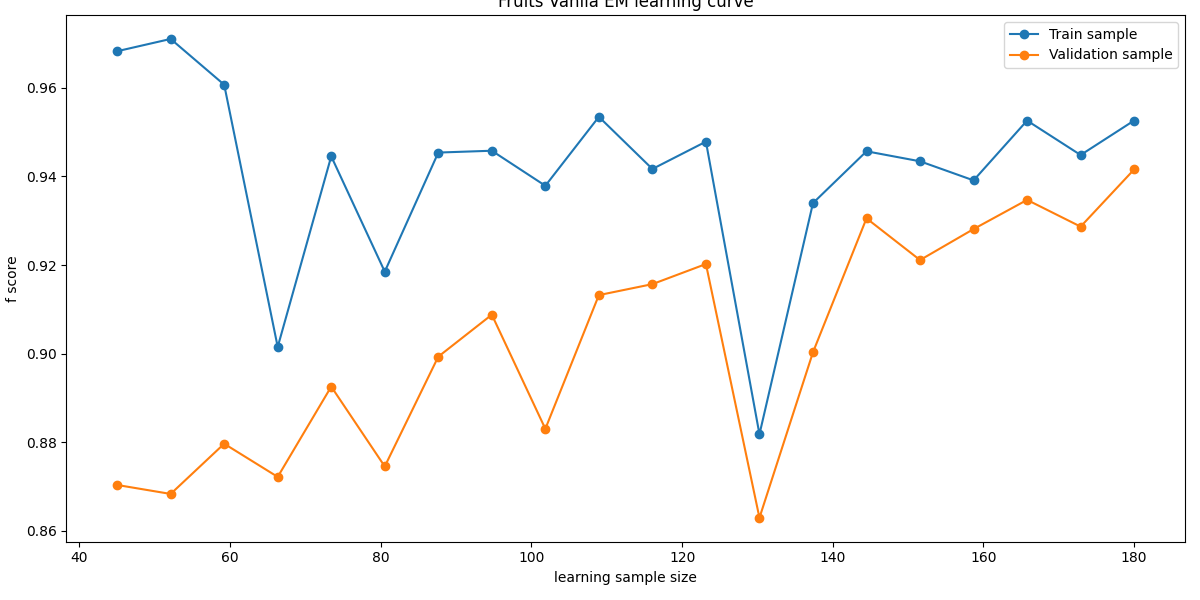 Fruits Vanila EM learning curve
Train sample
Validation sample
0.96
0.94
0.92
0.90
0.88
0.86
f score
40 60 80 100 120 140 160 180
learning sample size